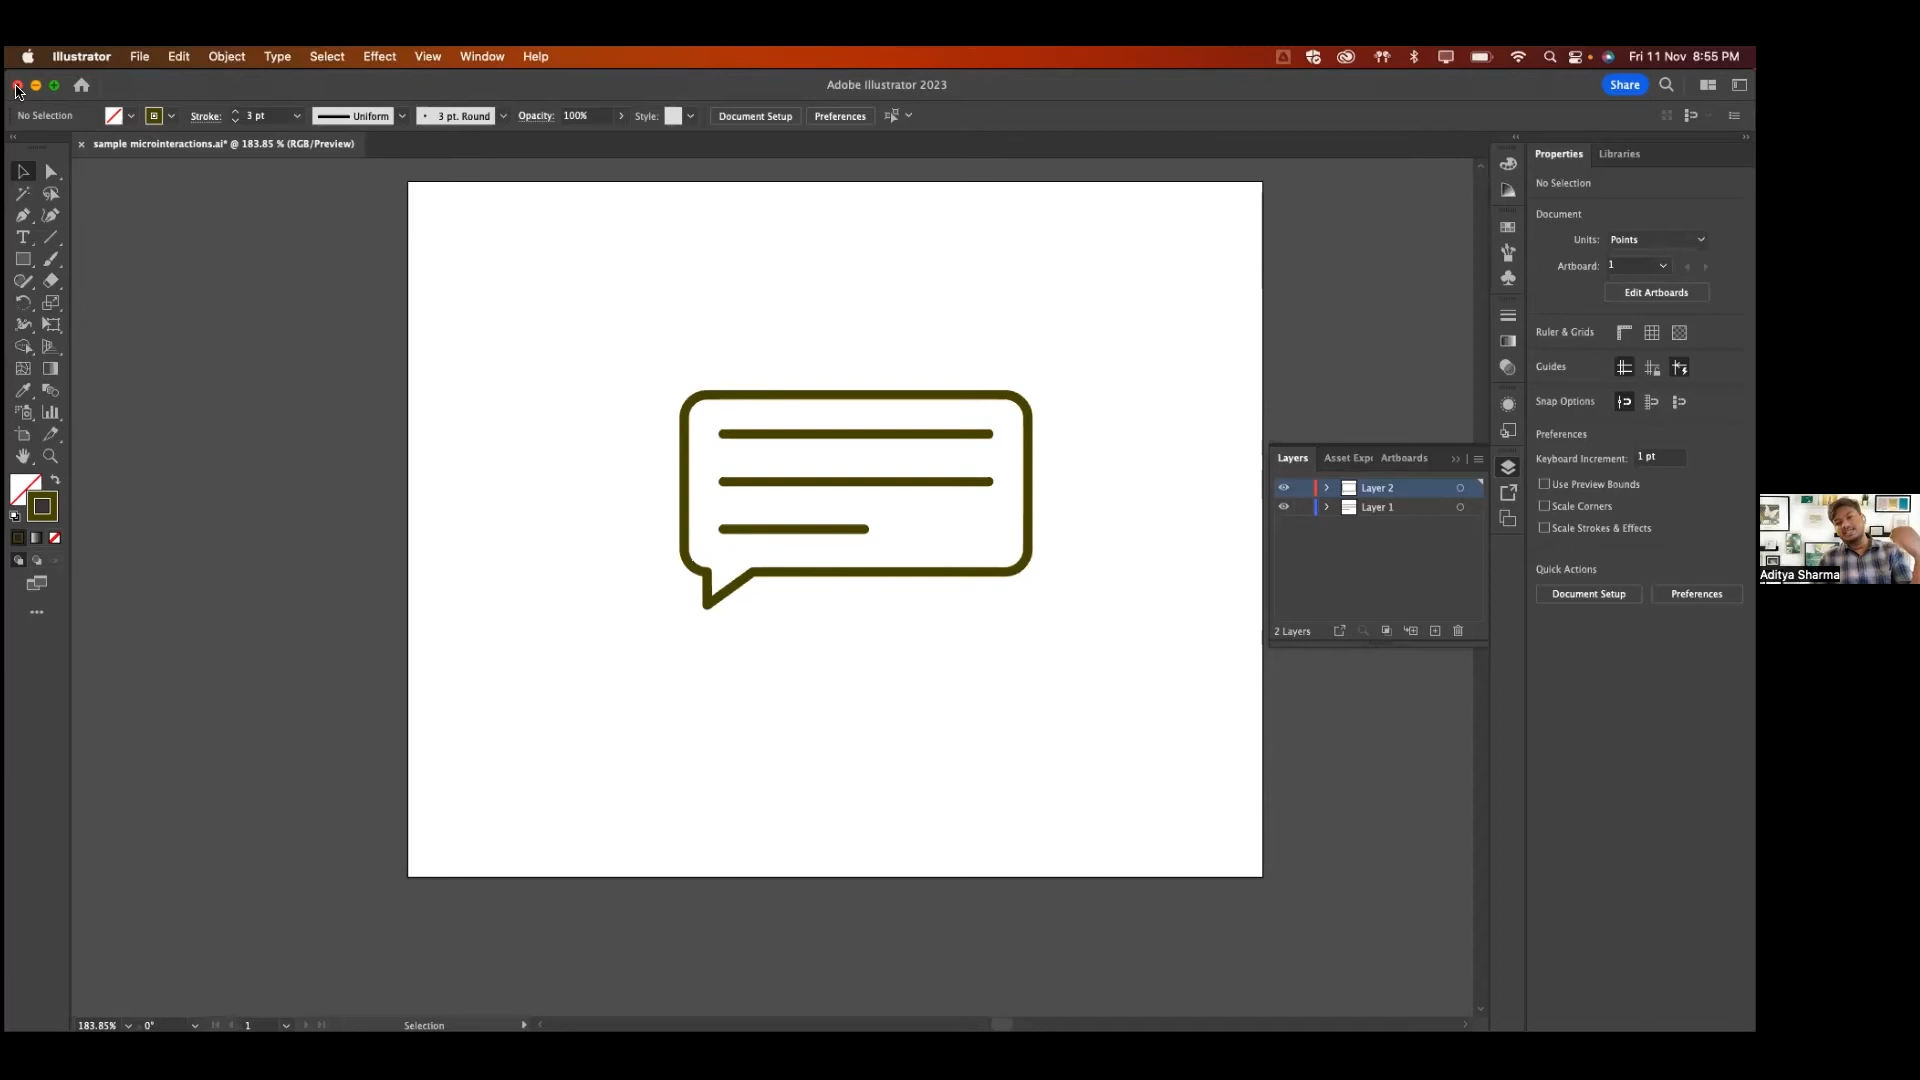 Illustrator File Edit Object Type Select Effect View Window Help Fri 11 Nov 8:55 PM
Adobe Illustrator 2023 Share
No Selection Stroke: 3 pt Uniform 3 pt. Round Opacity: 100% Style: Document Setup Preferences
× sample microinteractions.ai* @ 183.85 % (RGB/Preview)
Properties Libraries
No Selection
Document
Units: Points
Artboard: 1
Edit Artboards
Ruler & Grids
Guides
Snap Options
Preferences
Keyboard Increment: 1 pt
Use Preview Bounds
Scale Corners
Scale Strokes & Effects
Quick Actions
Document Setup Preferences
Layers Asset Expo Artboards
Layer 2
Layer 1
2 Layers
Aditya Sharma
183.85% 0° 1 Selection